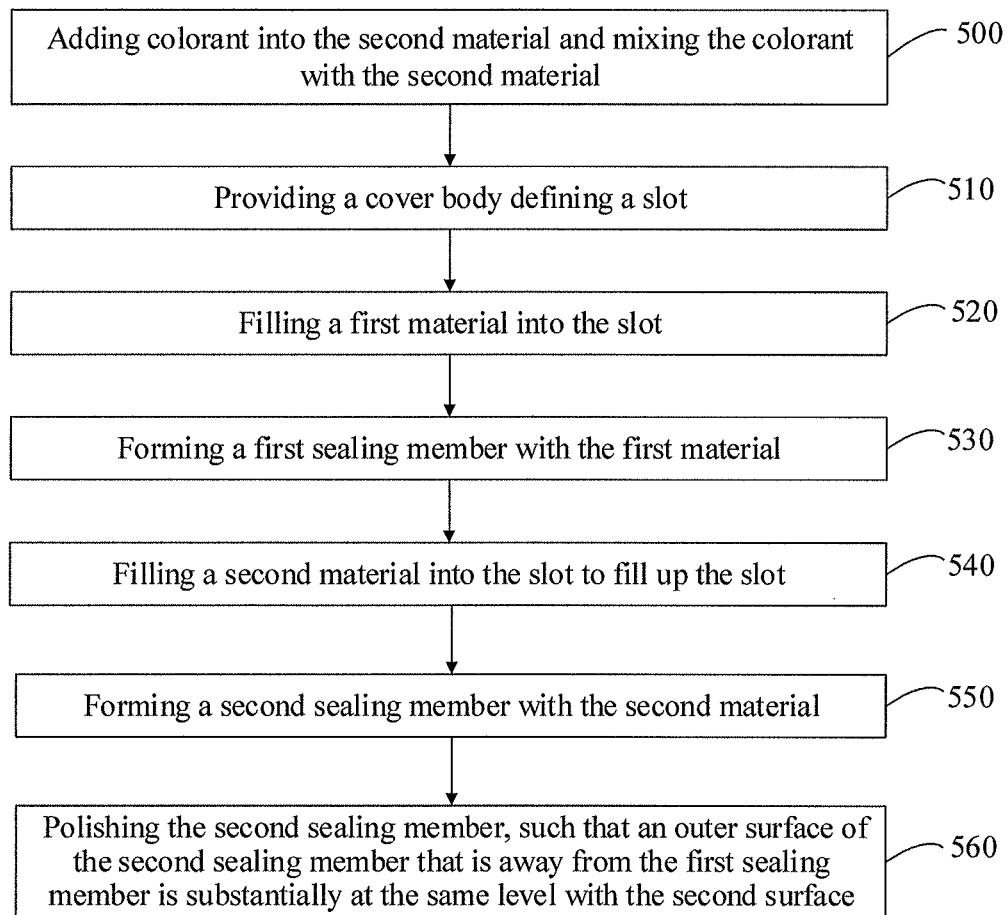 Adding colorant into the second material and mixing the colorant
with the second material
500
Providing a cover body defining a slot
510
Filling a first material into the slot
520
Forming a first sealing member with the first material
530
Filling a second material into the slot to fill up the slot
540
Forming a second sealing member with the second material
550
Polishing the second sealing member, such that an outer surface of
the second sealing member that is away from the first sealing
member is substantially at the same level with the second surface
560